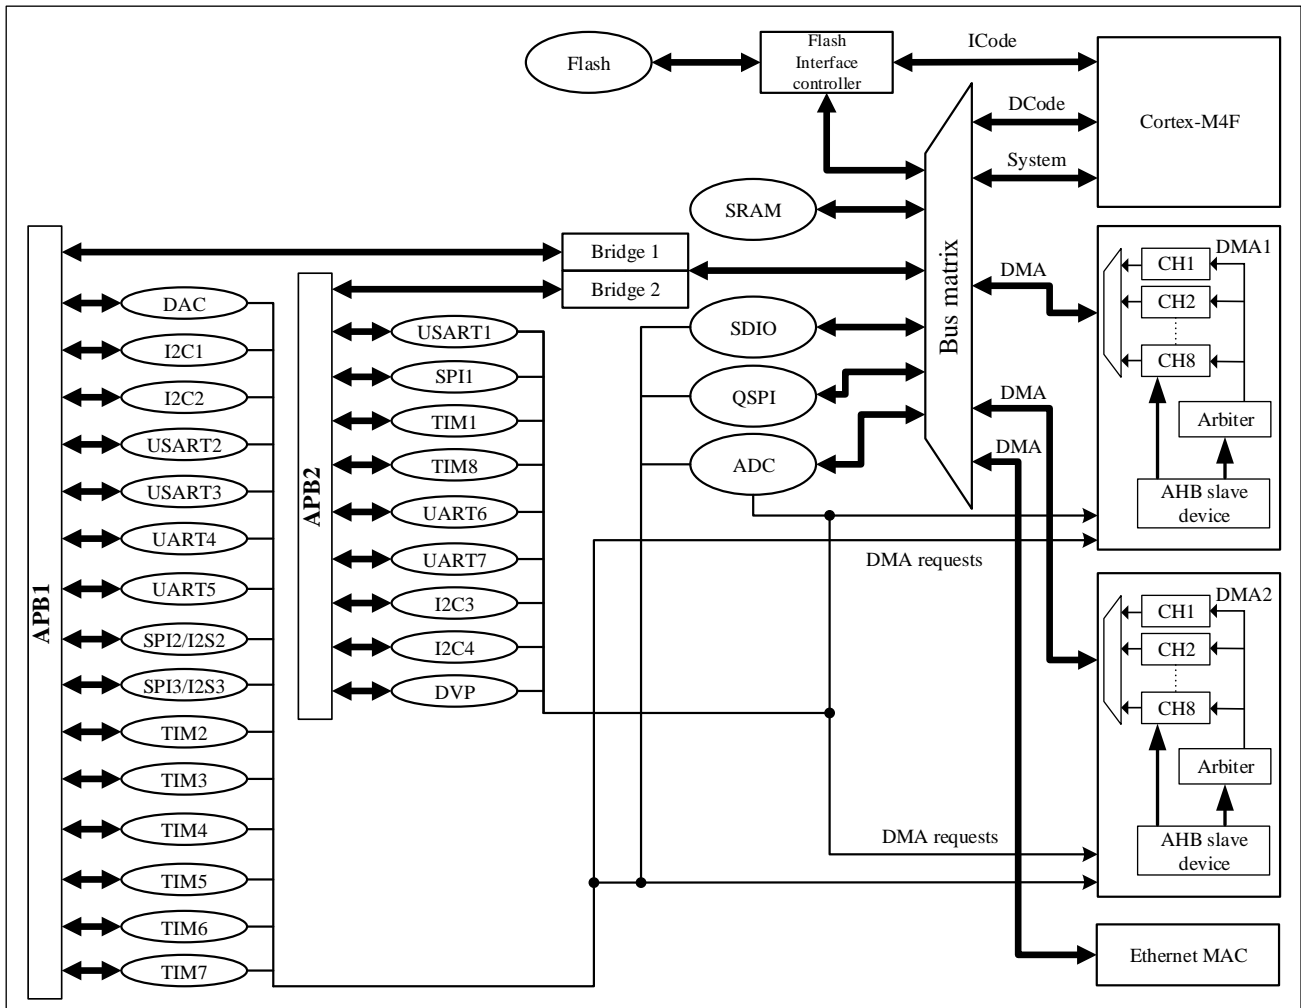 Flash
Flash
Interface
controller
ICode
DCode
System
Cortex-M4F
SRAM
Bus matrix
Bridge 1
Bridge 2
SDIO
QSPI
ADC
DMA
DMA
DMA
APB1
DAC
I2C1
I2C2
USART2
USART3
UART4
UART5
SPI2/I2S2
SPI3/I2S3
TIM2
TIM3
TIM4
TIM5
TIM6
TIM7
APB2
USART1
SPI1
TIM1
TIM8
UART6
UART7
I2C3
I2C4
DVP
DMA1
CH1
CH2
CH8
Arbiter
AHB slave
device
DMA requests
DMA2
CH1
CH2
CH8
Arbiter
AHB slave
device
DMA requests
Ethernet MAC